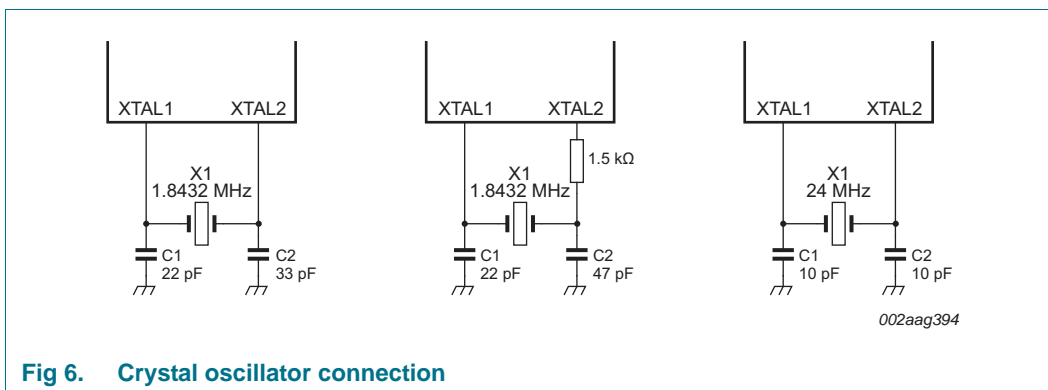 XTAL1 XTAL2
X1
1.8432 MHz
C1
22 pF
C2
33 pF
XTAL1 XTAL2
1.5 kΩ
X1
1.8432 MHz
C1
22 pF
C2
47 pF
XTAL1 XTAL2
X1
24 MHz
C1
10 pF
C2
10 pF
002aag394
Fig 6. Crystal oscillator connection